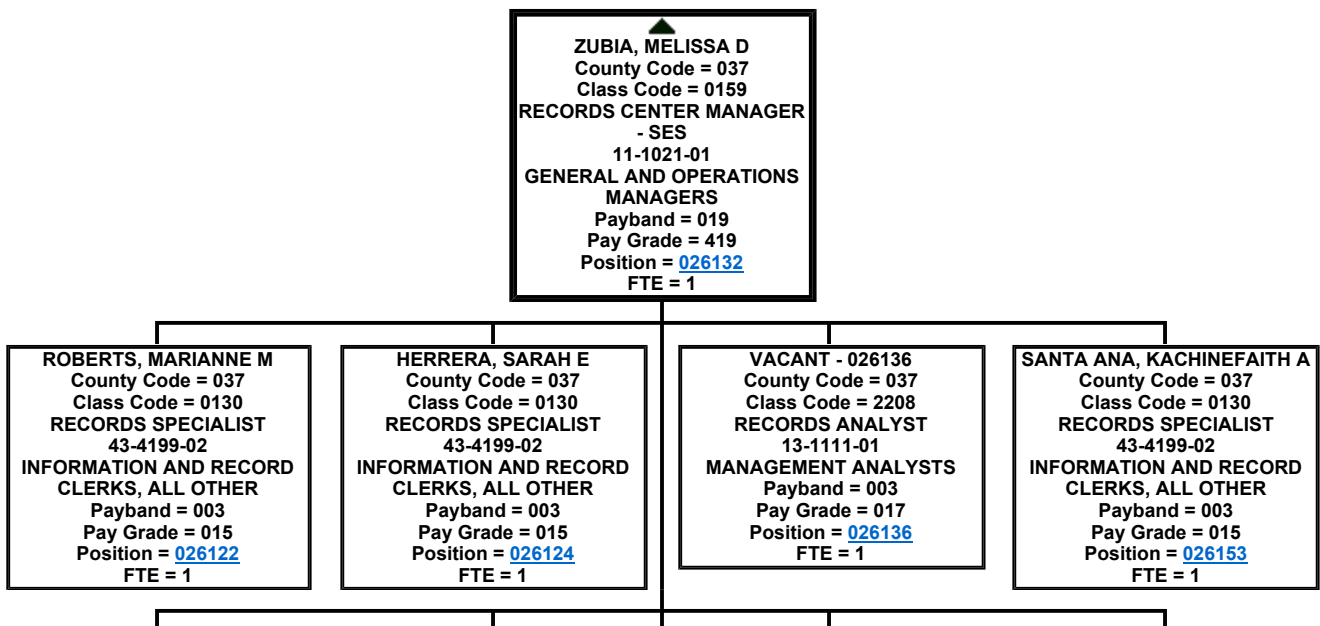 ZUBIA, MELISSA D
County Code = 037
Class Code = 0159
RECORDS CENTER MANAGER
- SES
11-1021-01
GENERAL AND OPERATIONS
MANAGERS
Payband = 019
Pay Grade = 419
Position = 026132
FTE = 1
ROBERTS, MARIANNE M
County Code = 037
Class Code = 0130
RECORDS SPECIALIST
43-4199-02
INFORMATION AND RECORD
CLERKS, ALL OTHER
Payband = 003
Pay Grade = 015
Position = 026122
FTE = 1
HERRERA, SARAH E
County Code = 037
Class Code = 0130
RECORDS SPECIALIST
43-4199-02
INFORMATION AND RECORD
CLERKS, ALL OTHER
Payband = 003
Pay Grade = 015
Position = 026124
FTE = 1
VACANT - 026136
County Code = 037
Class Code = 2208
RECORDS ANALYST
13-1111-01
MANAGEMENT ANALYSTS
Payband = 003
Pay Grade = 017
Position = 026136
FTE = 1
SANTA ANA, KACHINEFAITH A
County Code = 037
Class Code = 0130
RECORDS SPECIALIST
43-4199-02
INFORMATION AND RECORD
CLERKS, ALL OTHER
Payband = 003
Pay Grade = 015
Position = 026153
FTE = 1